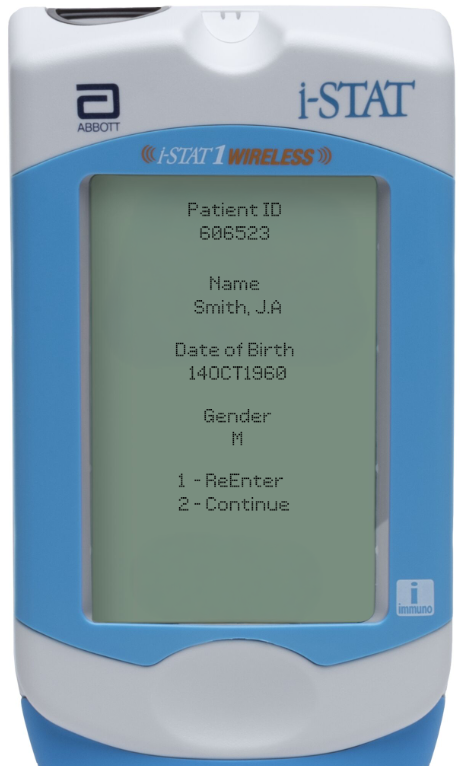 ABBOTT
i-STAT
i-STAT 1 WIRELESS
Patient ID
606523
Name
Smith, J.A
Date of Birth
14OCT1960
Gender
M
1 - ReEnter
2 - Continue
i
immuno